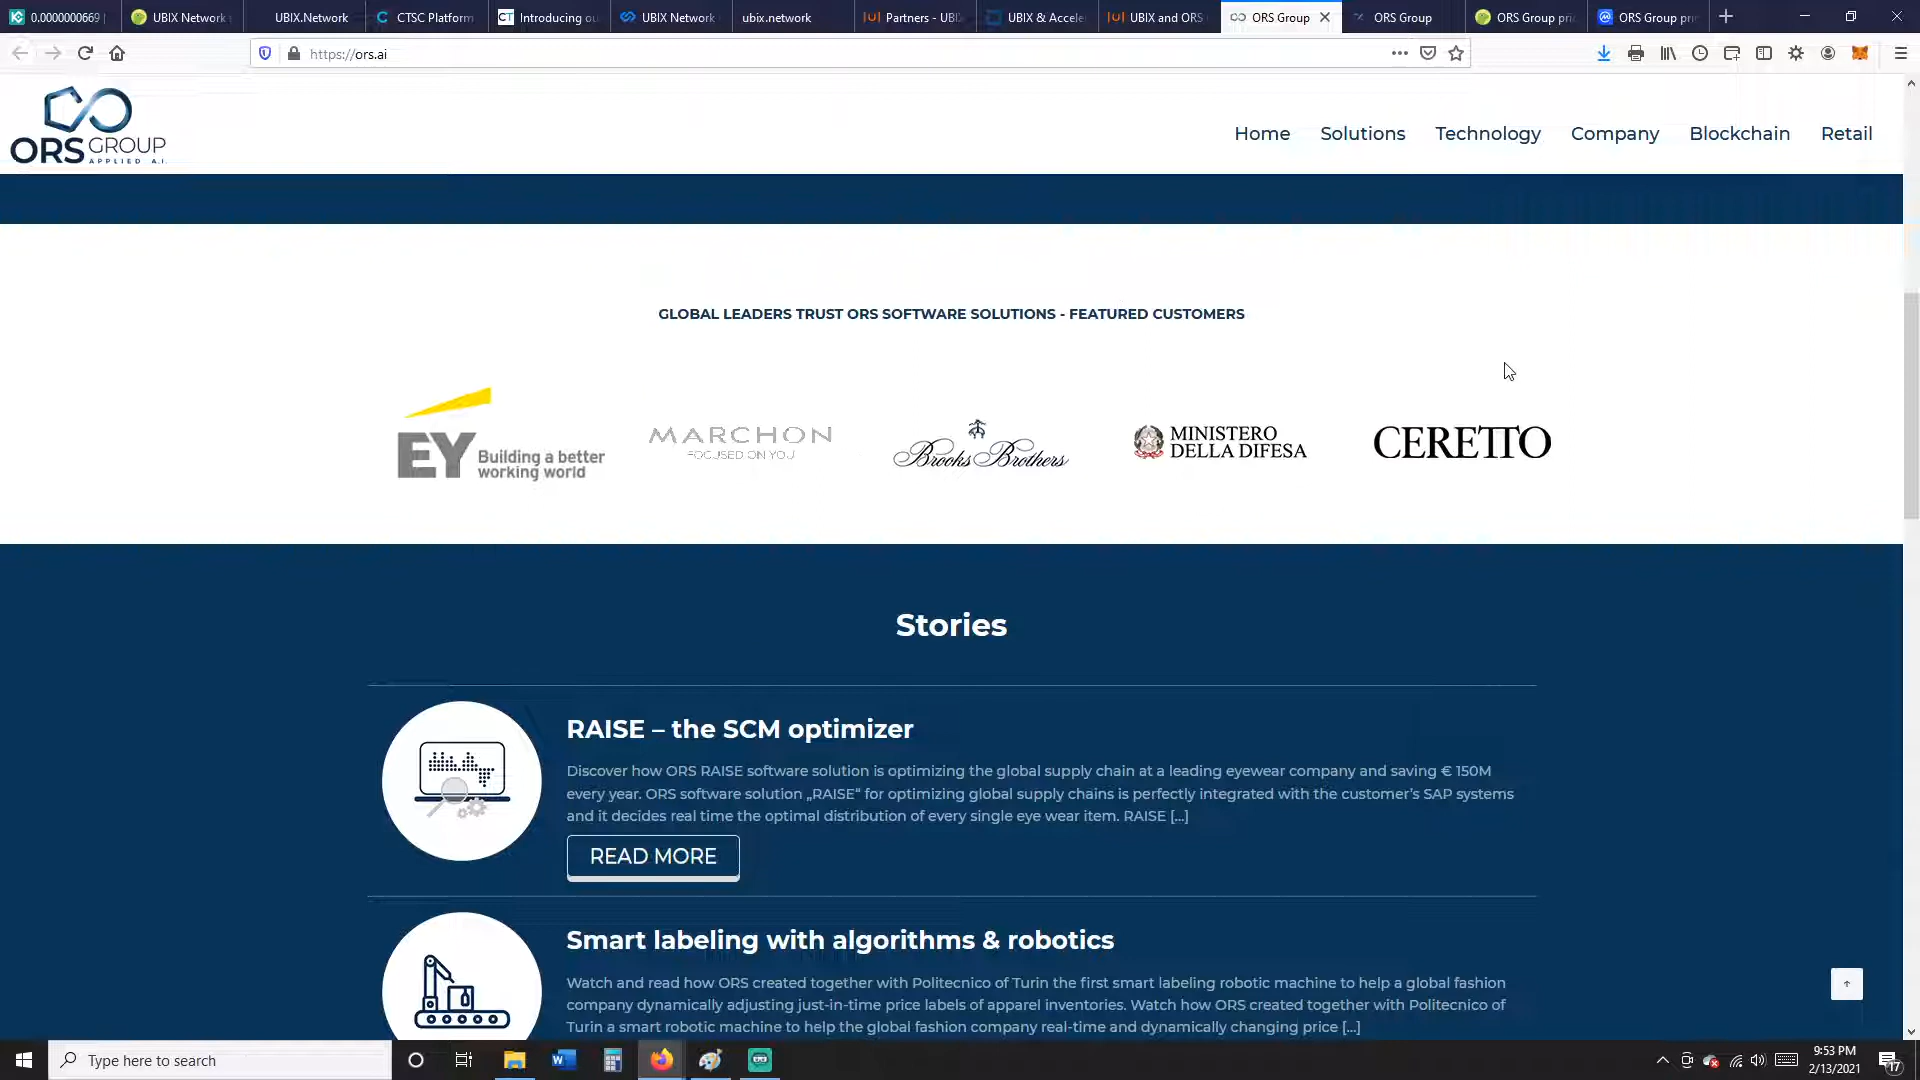 0.0000000669
UBIX Network
UBIX.Network
CTSC Platform
Introducing ou
UBIX Network
ubix.network
Partners - UBI
UBIX & Accele
UBIX and ORS
ORS Group
ORS Group
ORS Group pri
ORS Group pri
https://ors.ai
ORS GROUP
APPLIED A.I.
Home
Solutions
Technology
Company
Blockchain
Retail
GLOBAL LEADERS TRUST ORS SOFTWARE SOLUTIONS - FEATURED CUSTOMERS
EY Building a better
working world
MARCHON
FOCUSED ON YOU
Brooks Brothers
MINISTERO
DELLA DIFESA
CERETTO
Stories
RAISE – the SCM optimizer
Discover how ORS RAISE software solution is optimizing the global supply chain at a leading eyewear company and saving € 150M
every year. ORS software solution „RAISE“ for optimizing global supply chains is perfectly integrated with the customer’s SAP systems
and it decides real time the optimal distribution of every single eye wear item. RAISE [...]
READ MORE
Smart labeling with algorithms & robotics
Watch and read how ORS created together with Politecnico of Turin the first smart labeling robotic machine to help a global fashion
company dynamically adjusting just-in-time price labels of apparel inventories. Watch how ORS created together with Politecnico of
Turin a smart robotic machine to help the global fashion company real-time and dynamically changing price [...]
Type here to search
9:53 PM
2/13/2021
17